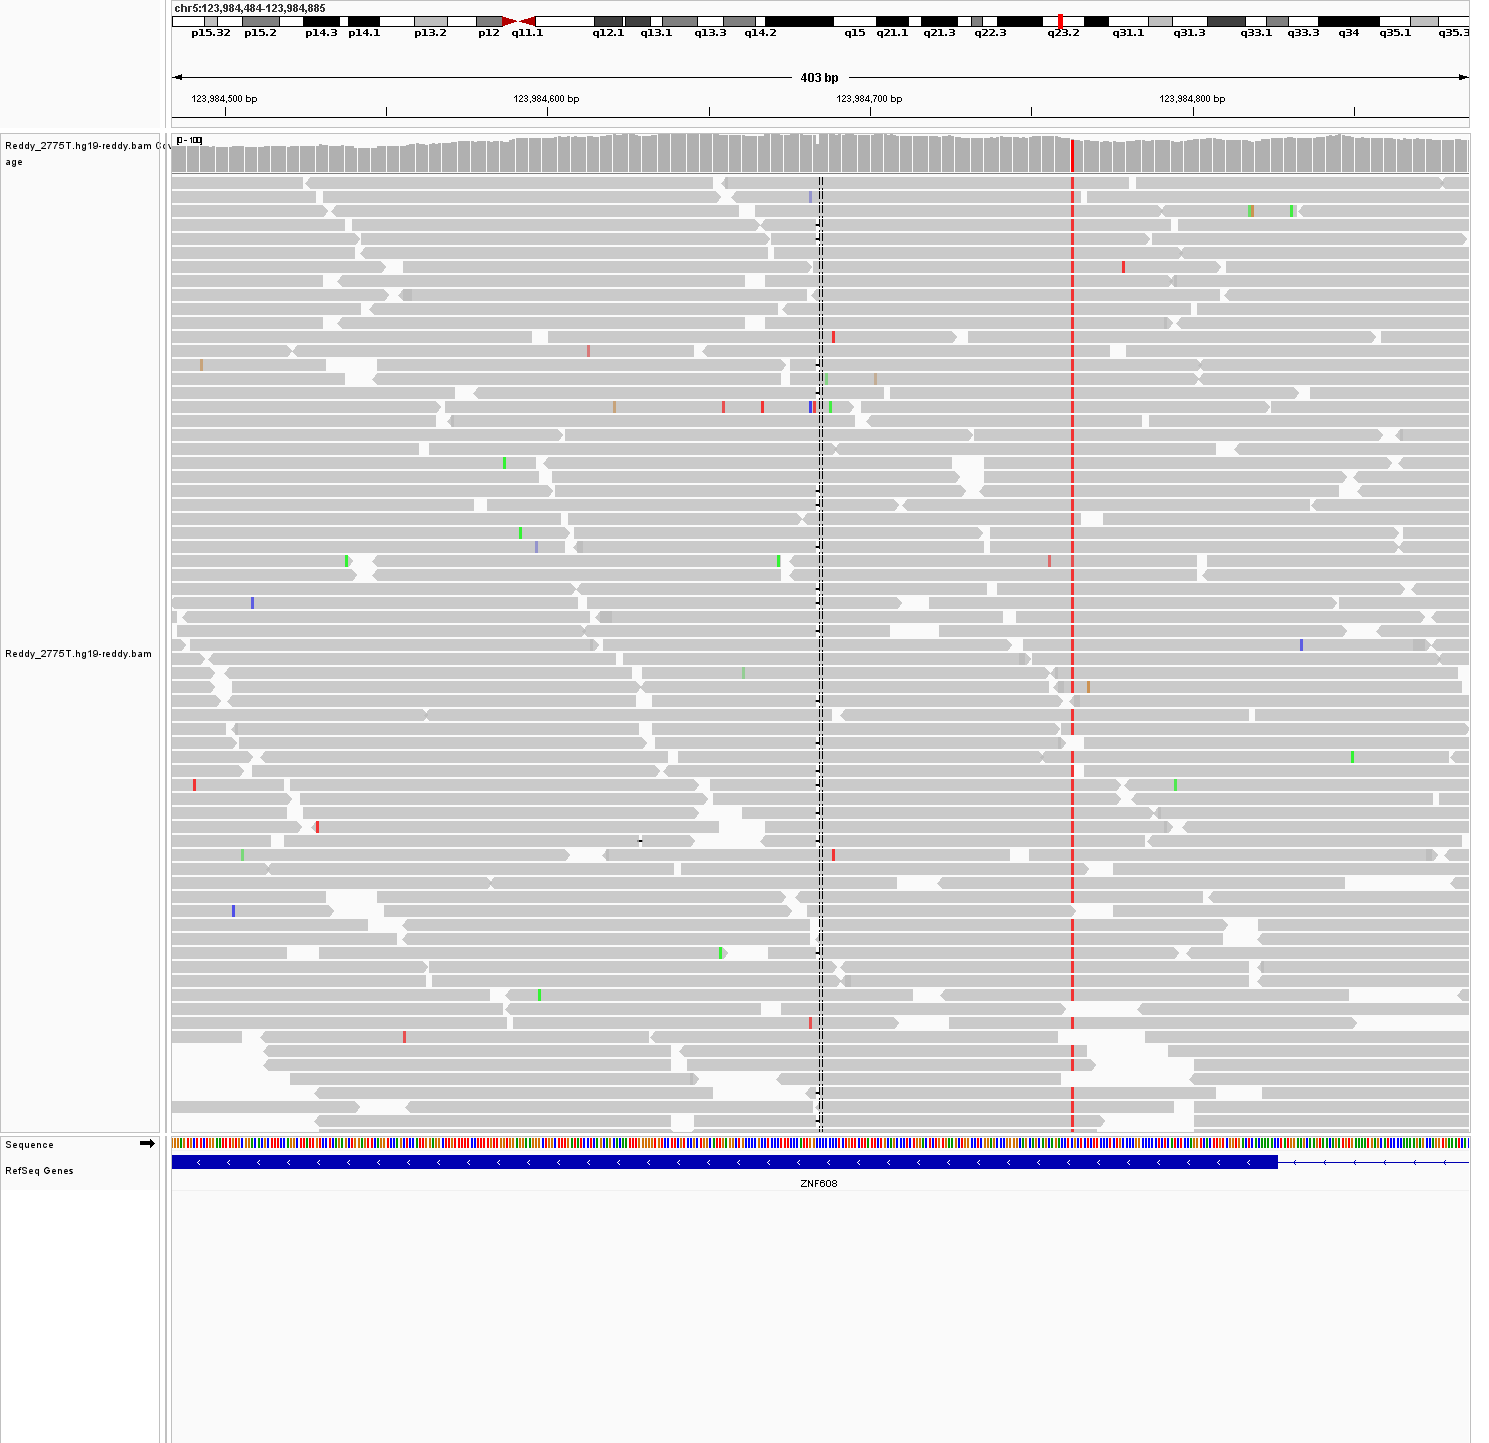 chr5:123,984,484-123,984,885
p15.32 p15.2 p14.3 p14.1 p13.2 p12 q11.1 q12.1 q13.1 q13.3 q14.2 q15 q21.1 q21.3 q22.3 q23.2 q31.1 q31.3 q33.1 q33.3 q34 q35.1 q35.3
403 bp
123,984,500 bp 123,984,600 bp 123,984,700 bp 123,984,800 bp
[0 - 100]
Reddy_2775T.hg19-reddy.bam Cov
age
Reddy_2775T.hg19-reddy.bam
Sequence
RefSeq Genes
ZNF608